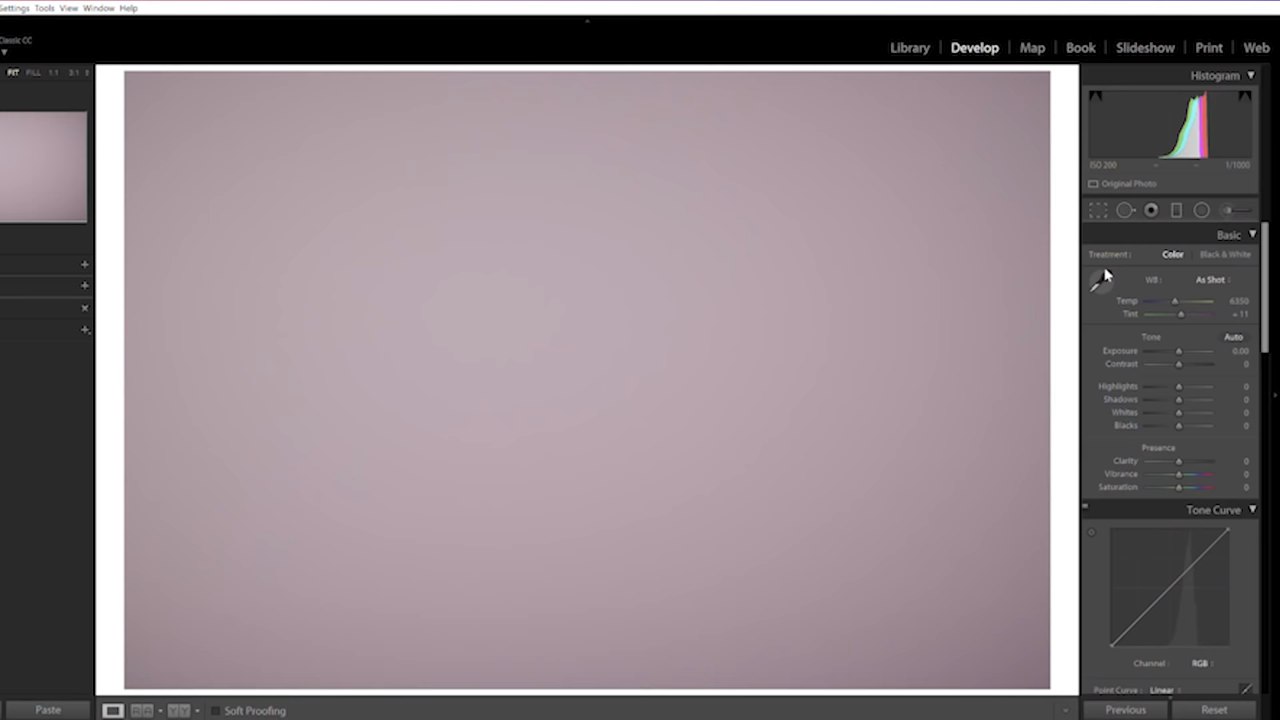 Settings Tools View Window Help
Classic CC
Library | Develop | Map | Book | Slideshow | Print | Web
FIT FILL 1:1 3:1
Histogram
ISO 200 1/1000
Original Photo
Basic
Treatment: Color Black & White
WB: As Shot
Temp 6350
Tint + 11
Tone Auto
Exposure 0.00
Contrast 0
Highlights 0
Shadows 0
Whites 0
Blacks 0
Presence
Clarity 0
Vibrance 0
Saturation 0
Tone Curve
Channel: RGB
Point Curve: Linear
Paste
RA YY Soft Proofing
Previous Reset